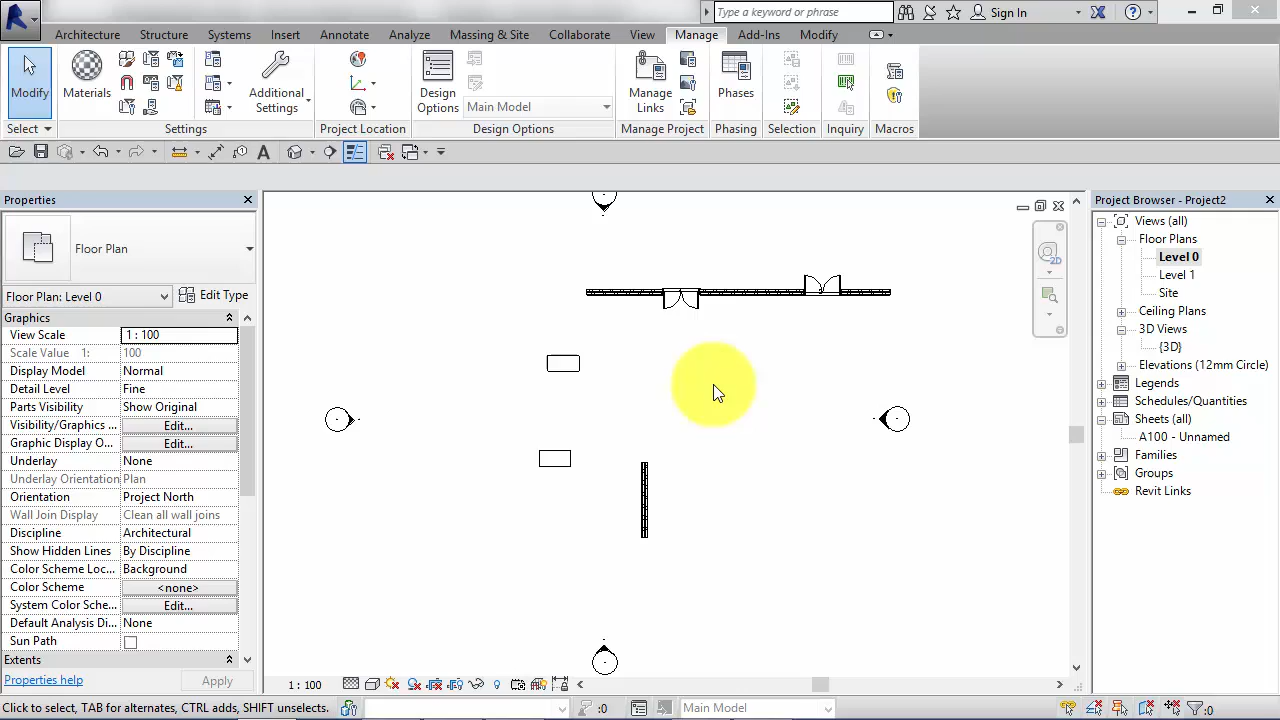 Type a keyword or phrase
Sign In
Architecture Structure Systems Insert Annotate Analyze Massing & Site Collaborate View Manage Add-Ins Modify
Modify
Materials
Additional
Settings
Design
Options
Main Model
Manage
Links
Phases
Select
Settings
Project Location
Design Options
Manage Project
Phasing
Selection
Inquiry
Macros
Properties
Floor Plan
Floor Plan: Level 0
Edit Type
Graphics
View Scale 1 : 100
Scale Value 1: 100
Display Model Normal
Detail Level Fine
Parts Visibility Show Original
Visibility/Graphics ... Edit...
Graphic Display O... Edit...
Underlay None
Underlay Orientation Plan
Orientation Project North
Wall Join Display Clean all wall joins
Discipline Architectural
Show Hidden Lines By Discipline
Color Scheme Loc... Background
Color Scheme <none>
System Color Sche... Edit...
Default Analysis Di... None
Sun Path
Extents
Properties help
Apply
2D
Project Browser - Project2
Views (all)
Floor Plans
Level 0
Level 1
Site
Ceiling Plans
3D Views
{3D}
Elevations (12mm Circle)
Legends
Schedules/Quantities
Sheets (all)
A100 - Unnamed
Families
Groups
Revit Links
1 : 100
Click to select, TAB for alternates, CTRL adds, SHIFT unselects.
:0
Main Model
:0